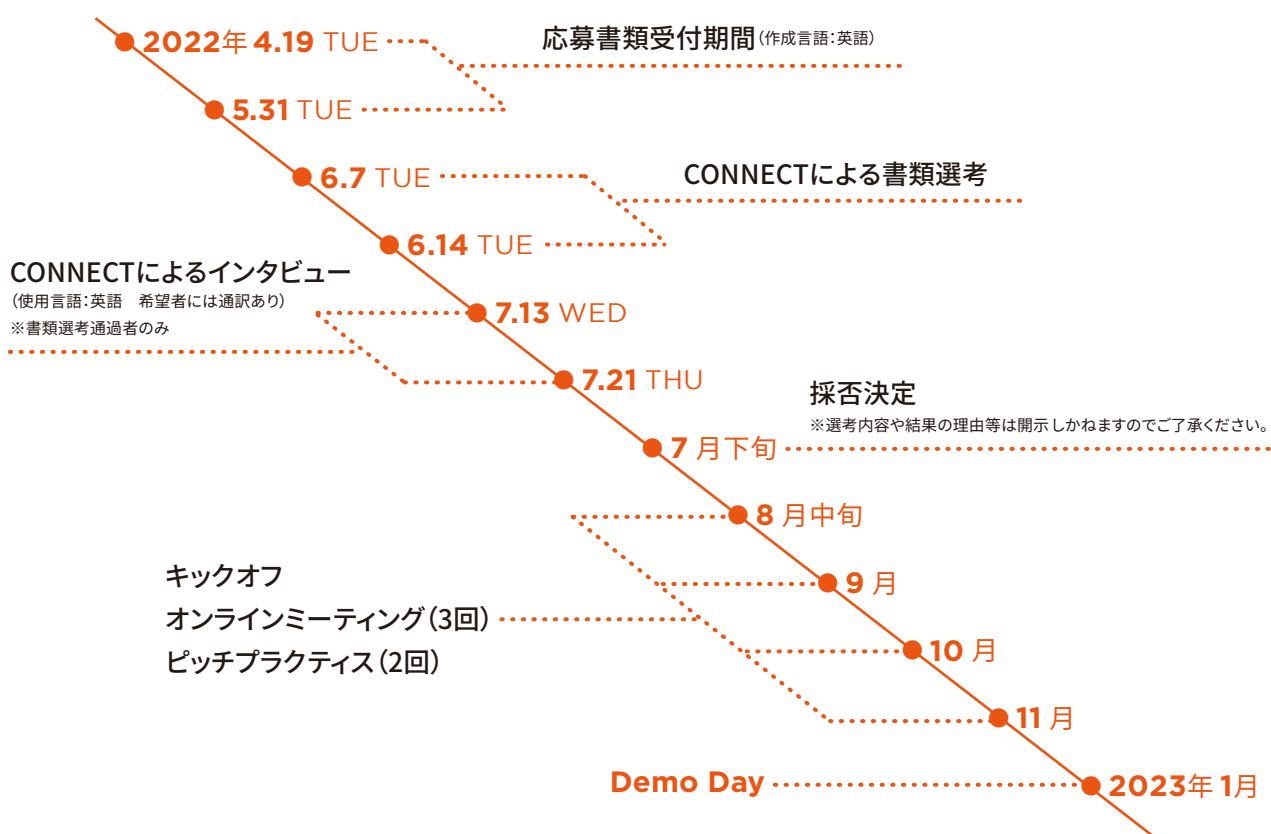 2022年 4.19 TUE
応募書類受付期間(作成言語:英語)
5.31 TUE
6.7 TUE
CONNECTによる書類選考
6.14 TUE
CONNECTによるインタビュー
(使用言語:英語　希望者には通訳あり)
※書類選考通過者のみ
7.13 WED
7.21 THU
採否決定
※選考内容や結果の理由等は開示しかねますのでご了承ください。
7 月下旬
8 月中旬
9 月
10 月
11 月
キックオフ
オンラインミーティング(3回)
ピッチプラクティス(2回)
Demo Day
2023年 1月